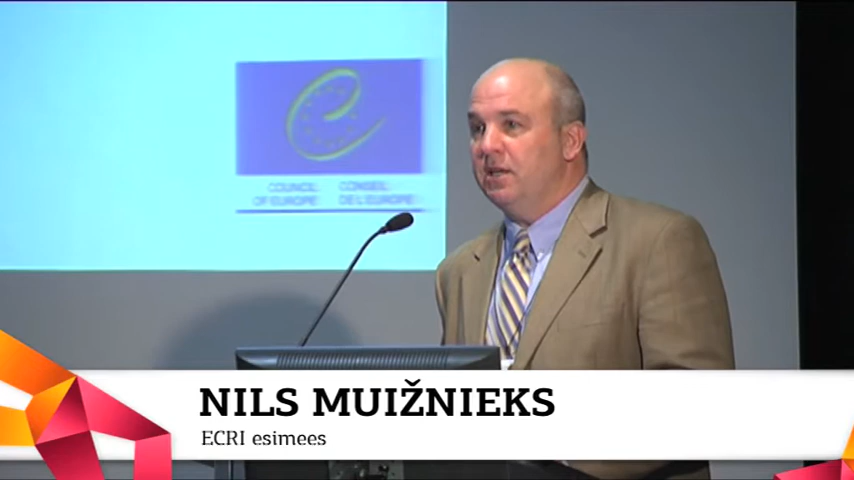 COUNCIL OF EUROPE
CONSEIL DE L'EUROPE
NILS MUIŽNIEKS
ECRI esimees